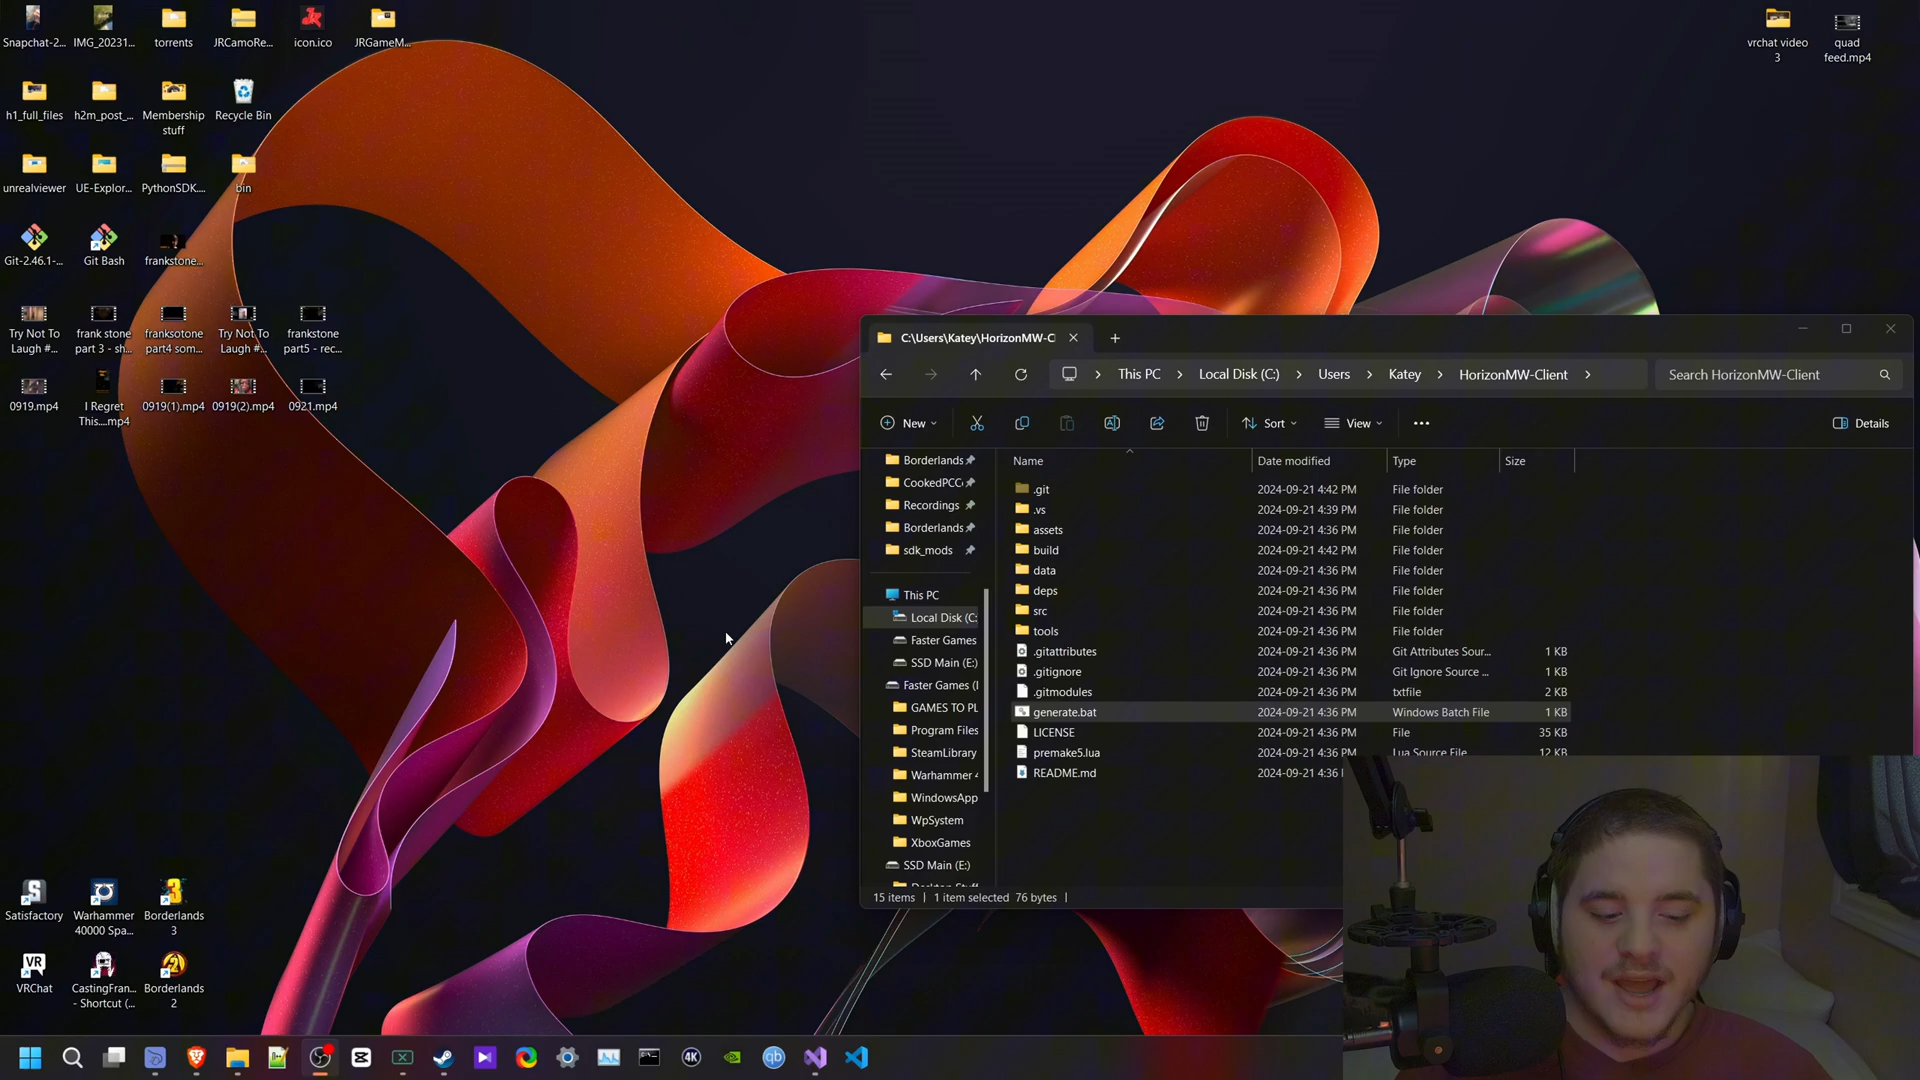 Snapchat-2...
IMG_20231...
torrents
JRCamoRe...
icon.ico
JRGameM...
vrchat video
3
quad
feed.mp4
h1_full_files
h2m_post_...
Membership
stuff
Recycle Bin
unrealviewer
UE-Explor...
PythonSDK....
bin
Git-2.46.1-...
Git Bash
frankstone...
Try Not To
Laugh #...
frank stone
part 3 - sh...
franksotone
part4 som...
Try Not To
Laugh #...
frankstone
part5 - rec...
0919.mp4
I Regret
This....mp4
0919(1).mp4
0919(2).mp4
0921.mp4
Satisfactory
Warhammer
40000 Spa...
Borderlands
3
VR
VRChat
CastingFran...
- Shortcut (...
Borderlands
2
C:\Users\Katey\HorizonMW-C
This PC
Local Disk (C:)
Users
Katey
HorizonMW-Client
Search HorizonMW-Client
New
Sort
View
Details
Borderlands
CookedPCC
Recordings
Borderlands
sdk_mods
This PC
Local Disk (C:
Faster Games
SSD Main (E:)
Faster Games (
GAMES TO PL
Program Files
SteamLibrary
Warhammer 4
WindowsApp
WpSystem
XboxGames
SSD Main (E:)
Name Date modified Type Size
.git 2024-09-21 4:42 PM File folder
.vs 2024-09-21 4:39 PM File folder
assets 2024-09-21 4:36 PM File folder
build 2024-09-21 4:42 PM File folder
data 2024-09-21 4:36 PM File folder
deps 2024-09-21 4:36 PM File folder
src 2024-09-21 4:36 PM File folder
tools 2024-09-21 4:36 PM File folder
.gitattributes 2024-09-21 4:36 PM Git Attributes Sour... 1 KB
.gitignore 2024-09-21 4:36 PM Git Ignore Source ... 1 KB
.gitmodules 2024-09-21 4:36 PM txtfile 2 KB
generate.bat 2024-09-21 4:36 PM Windows Batch File 1 KB
LICENSE 2024-09-21 4:36 PM File 35 KB
premake5.lua 2024-09-21 4:36 PM Lua Source File 12 KB
README.md 2024-09-21 4:36
15 items 1 item selected 76 bytes
4K
qb